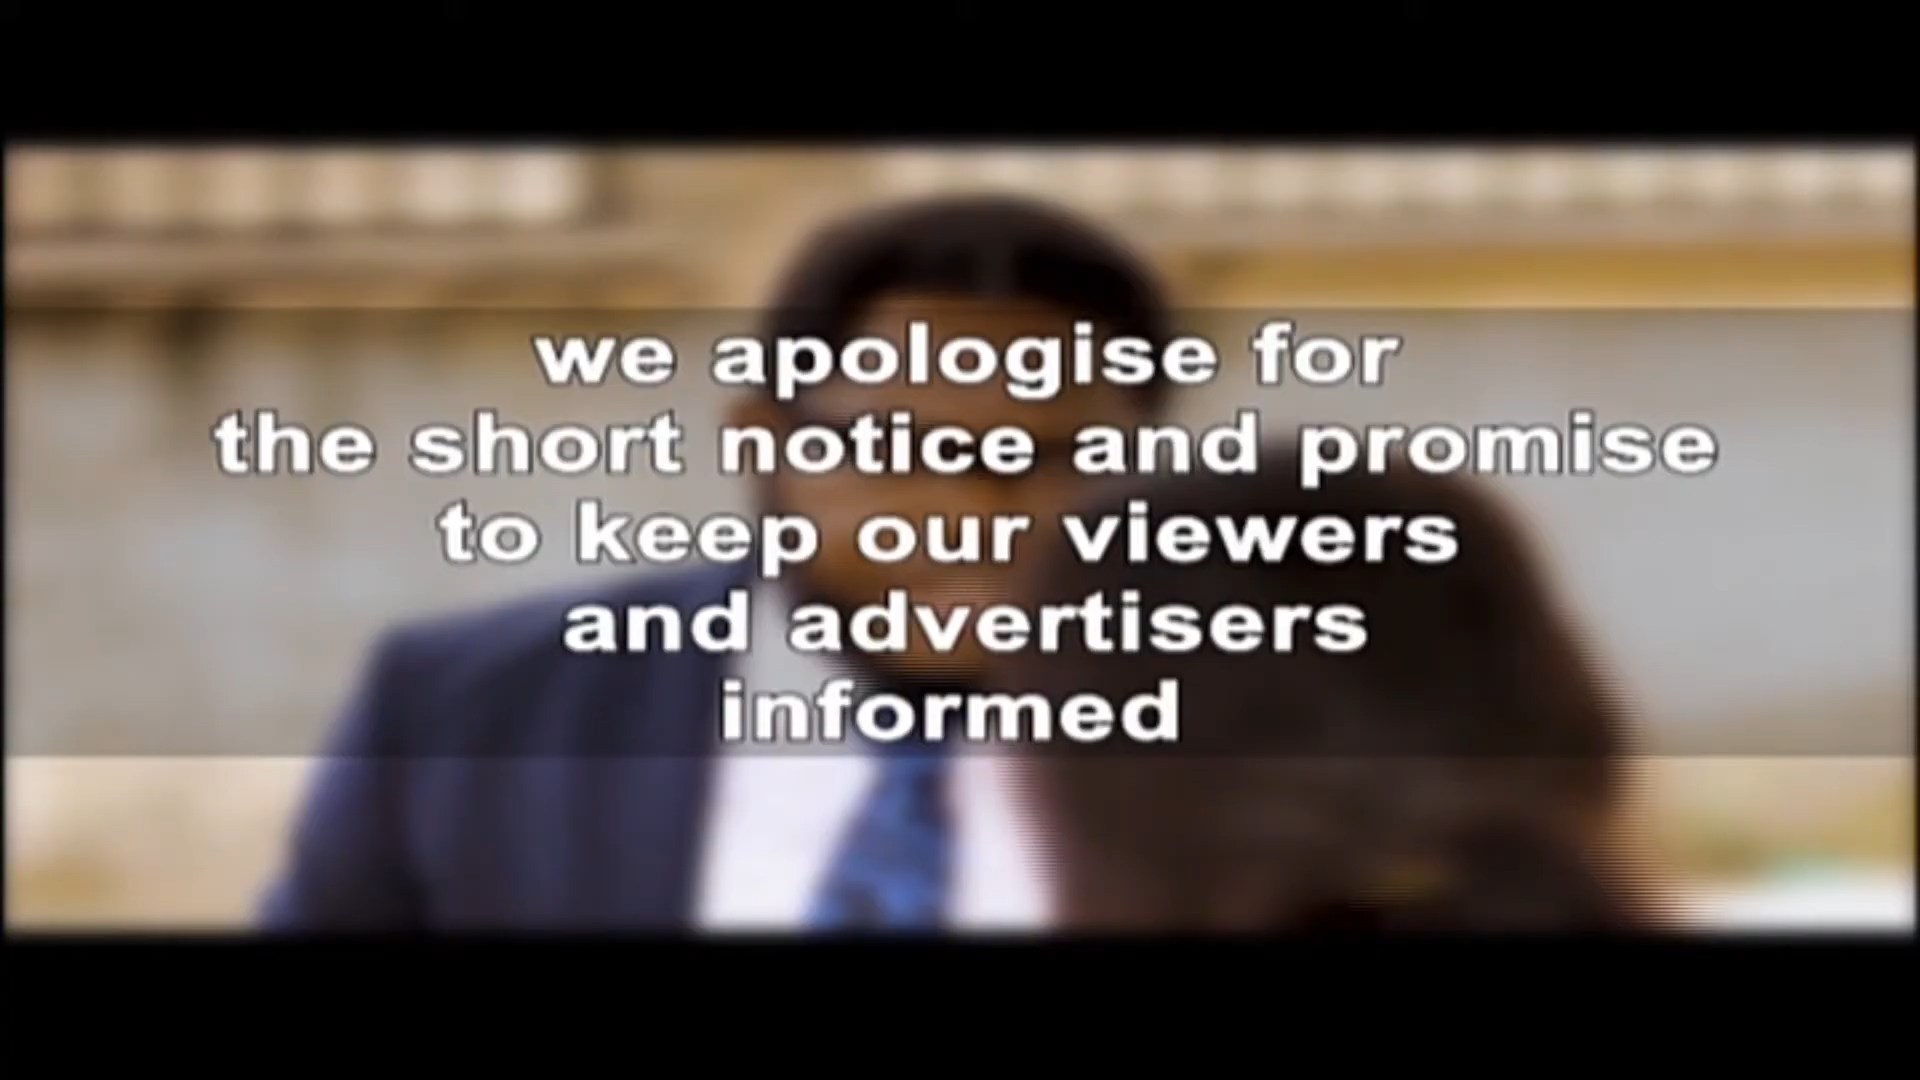 we apologise for
the short notice and promise
to keep our viewers
and advertisers
informed